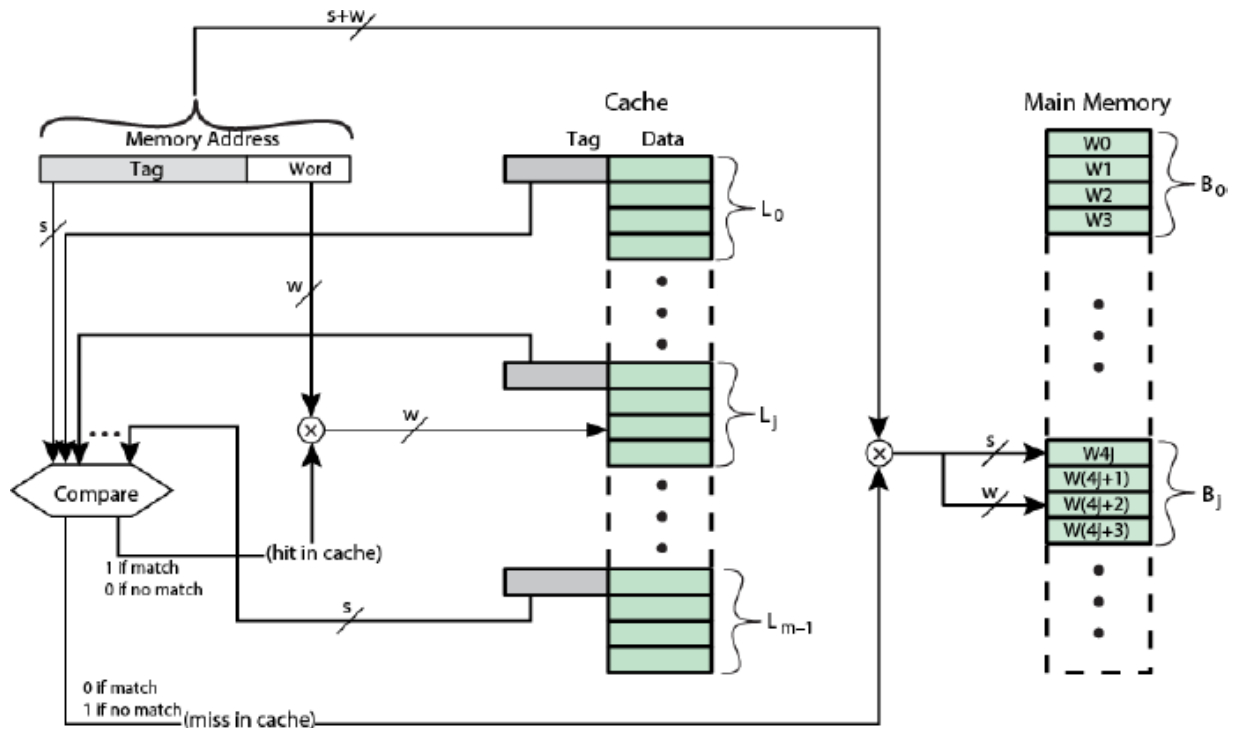 s+w
Cache
Main Memory
Memory Address
Tag Data
Tag Word
W0
W1
W2
W3
B0
L0
s
w
w
Lj
s
W4j
W(4j+1)
W(4j+2)
W(4j+3)
w
Bj
Compare
(hit in cache)
1 if match
0 if no match
s
Lm–1
0 if match
1 if no match
(miss in cache)